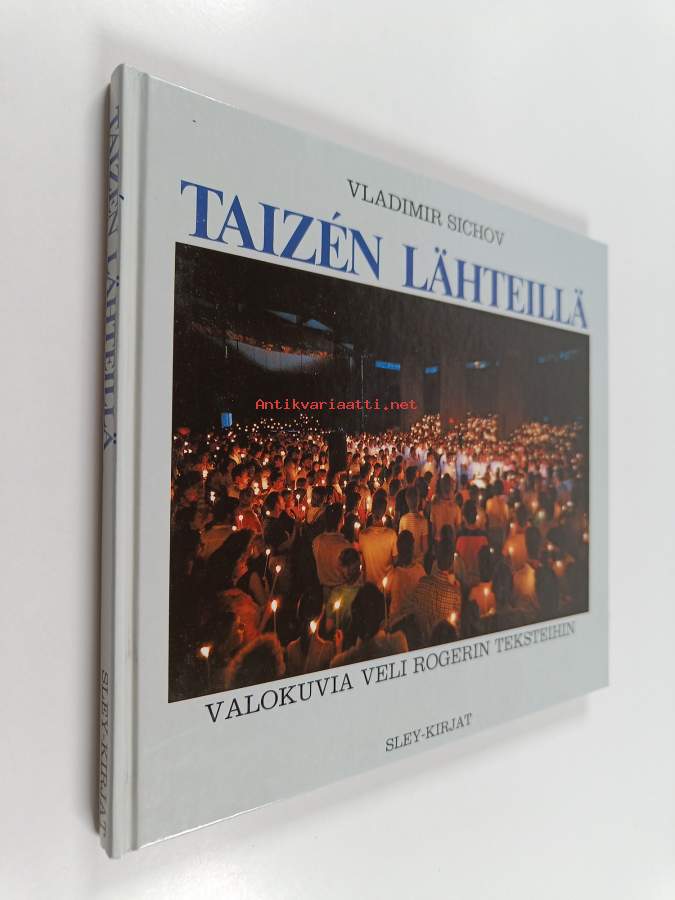 VLADIMIR SICHOV
TAIZÉN LÄHTEILLÄ
Antikvariaatti.net
VALOKUVIA VELI ROGERIN TEKSTEIHIN
SLEY-KIRJAT
TAIZÉN LÄHTEILLÄ
SLEY-KIRJAT